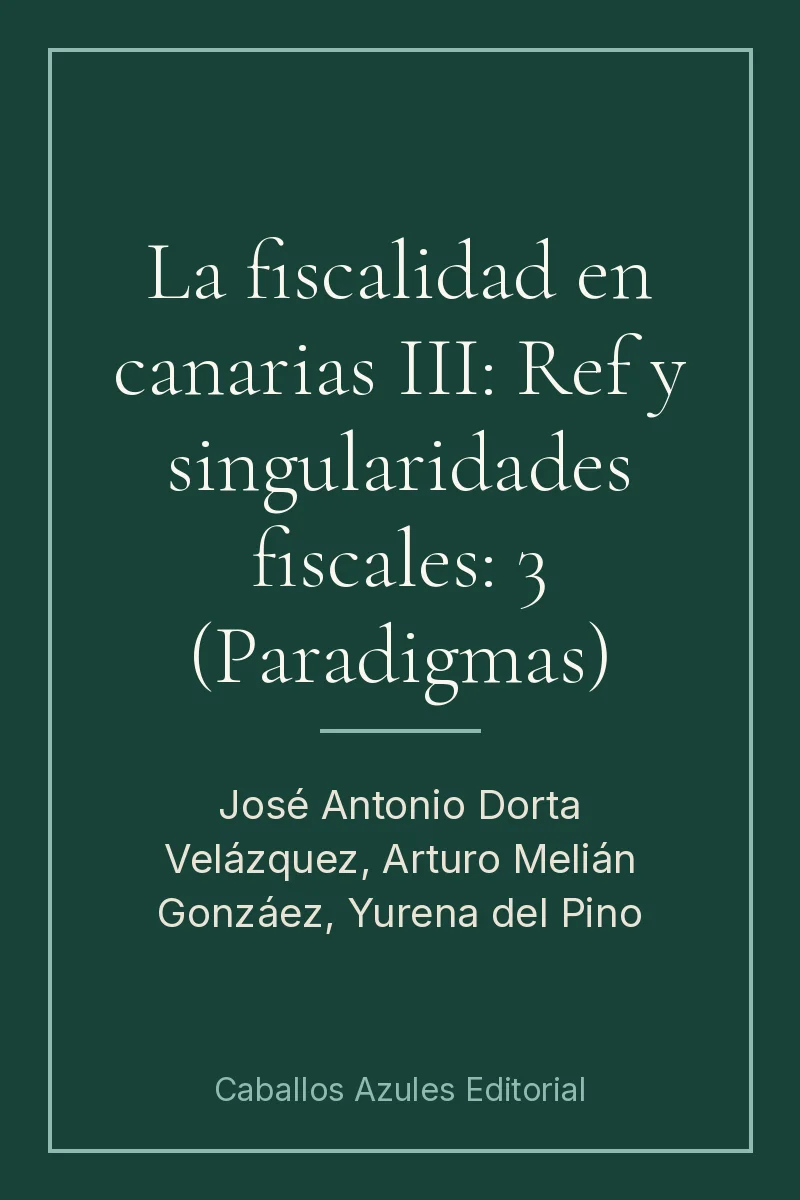 La fiscalidad en
canarias III: Ref y
singularidades
fiscales: 3
(Paradigmas)
José Antonio Dorta
Velázquez, Arturo Melián
Gonzáez, Yurena del Pino
Caballos Azules Editorial